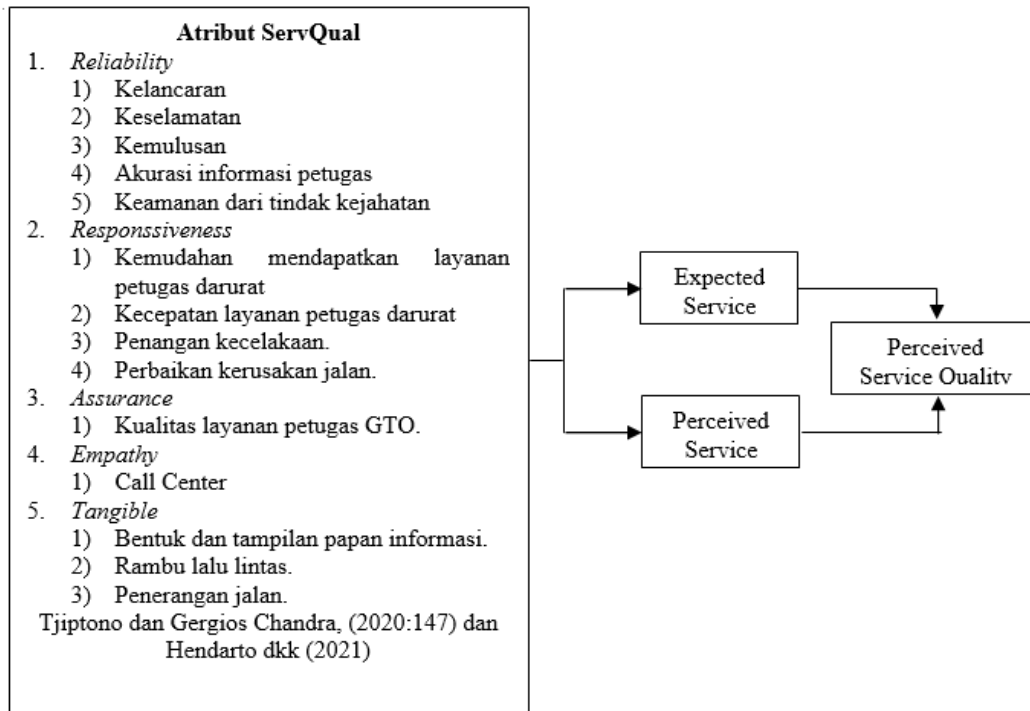 Atribut ServQual
1. Reliability
1) Kelancaran
2) Keselamatan
3) Kemulusan
4) Akurasi informasi petugas
5) Keamanan dari tindak kejahatan
2. Responssiveness
1) Kemudahan mendapatkan layanan
petugas darurat
2) Kecepatan layanan petugas darurat
3) Penangan kecelakaan.
4) Perbaikan kerusakan jalan.
3. Assurance
1) Kualitas layanan petugas GTO.
4. Empathy
1) Call Center
5. Tangible
1) Bentuk dan tampilan papan informasi.
2) Rambu lalu lintas.
3) Penerangan jalan.
Tjiptono dan Gergios Chandra, (2020:147) dan
Hendarto dkk (2021)
Expected
Service
Perceived
Service
Perceived
Service Quality